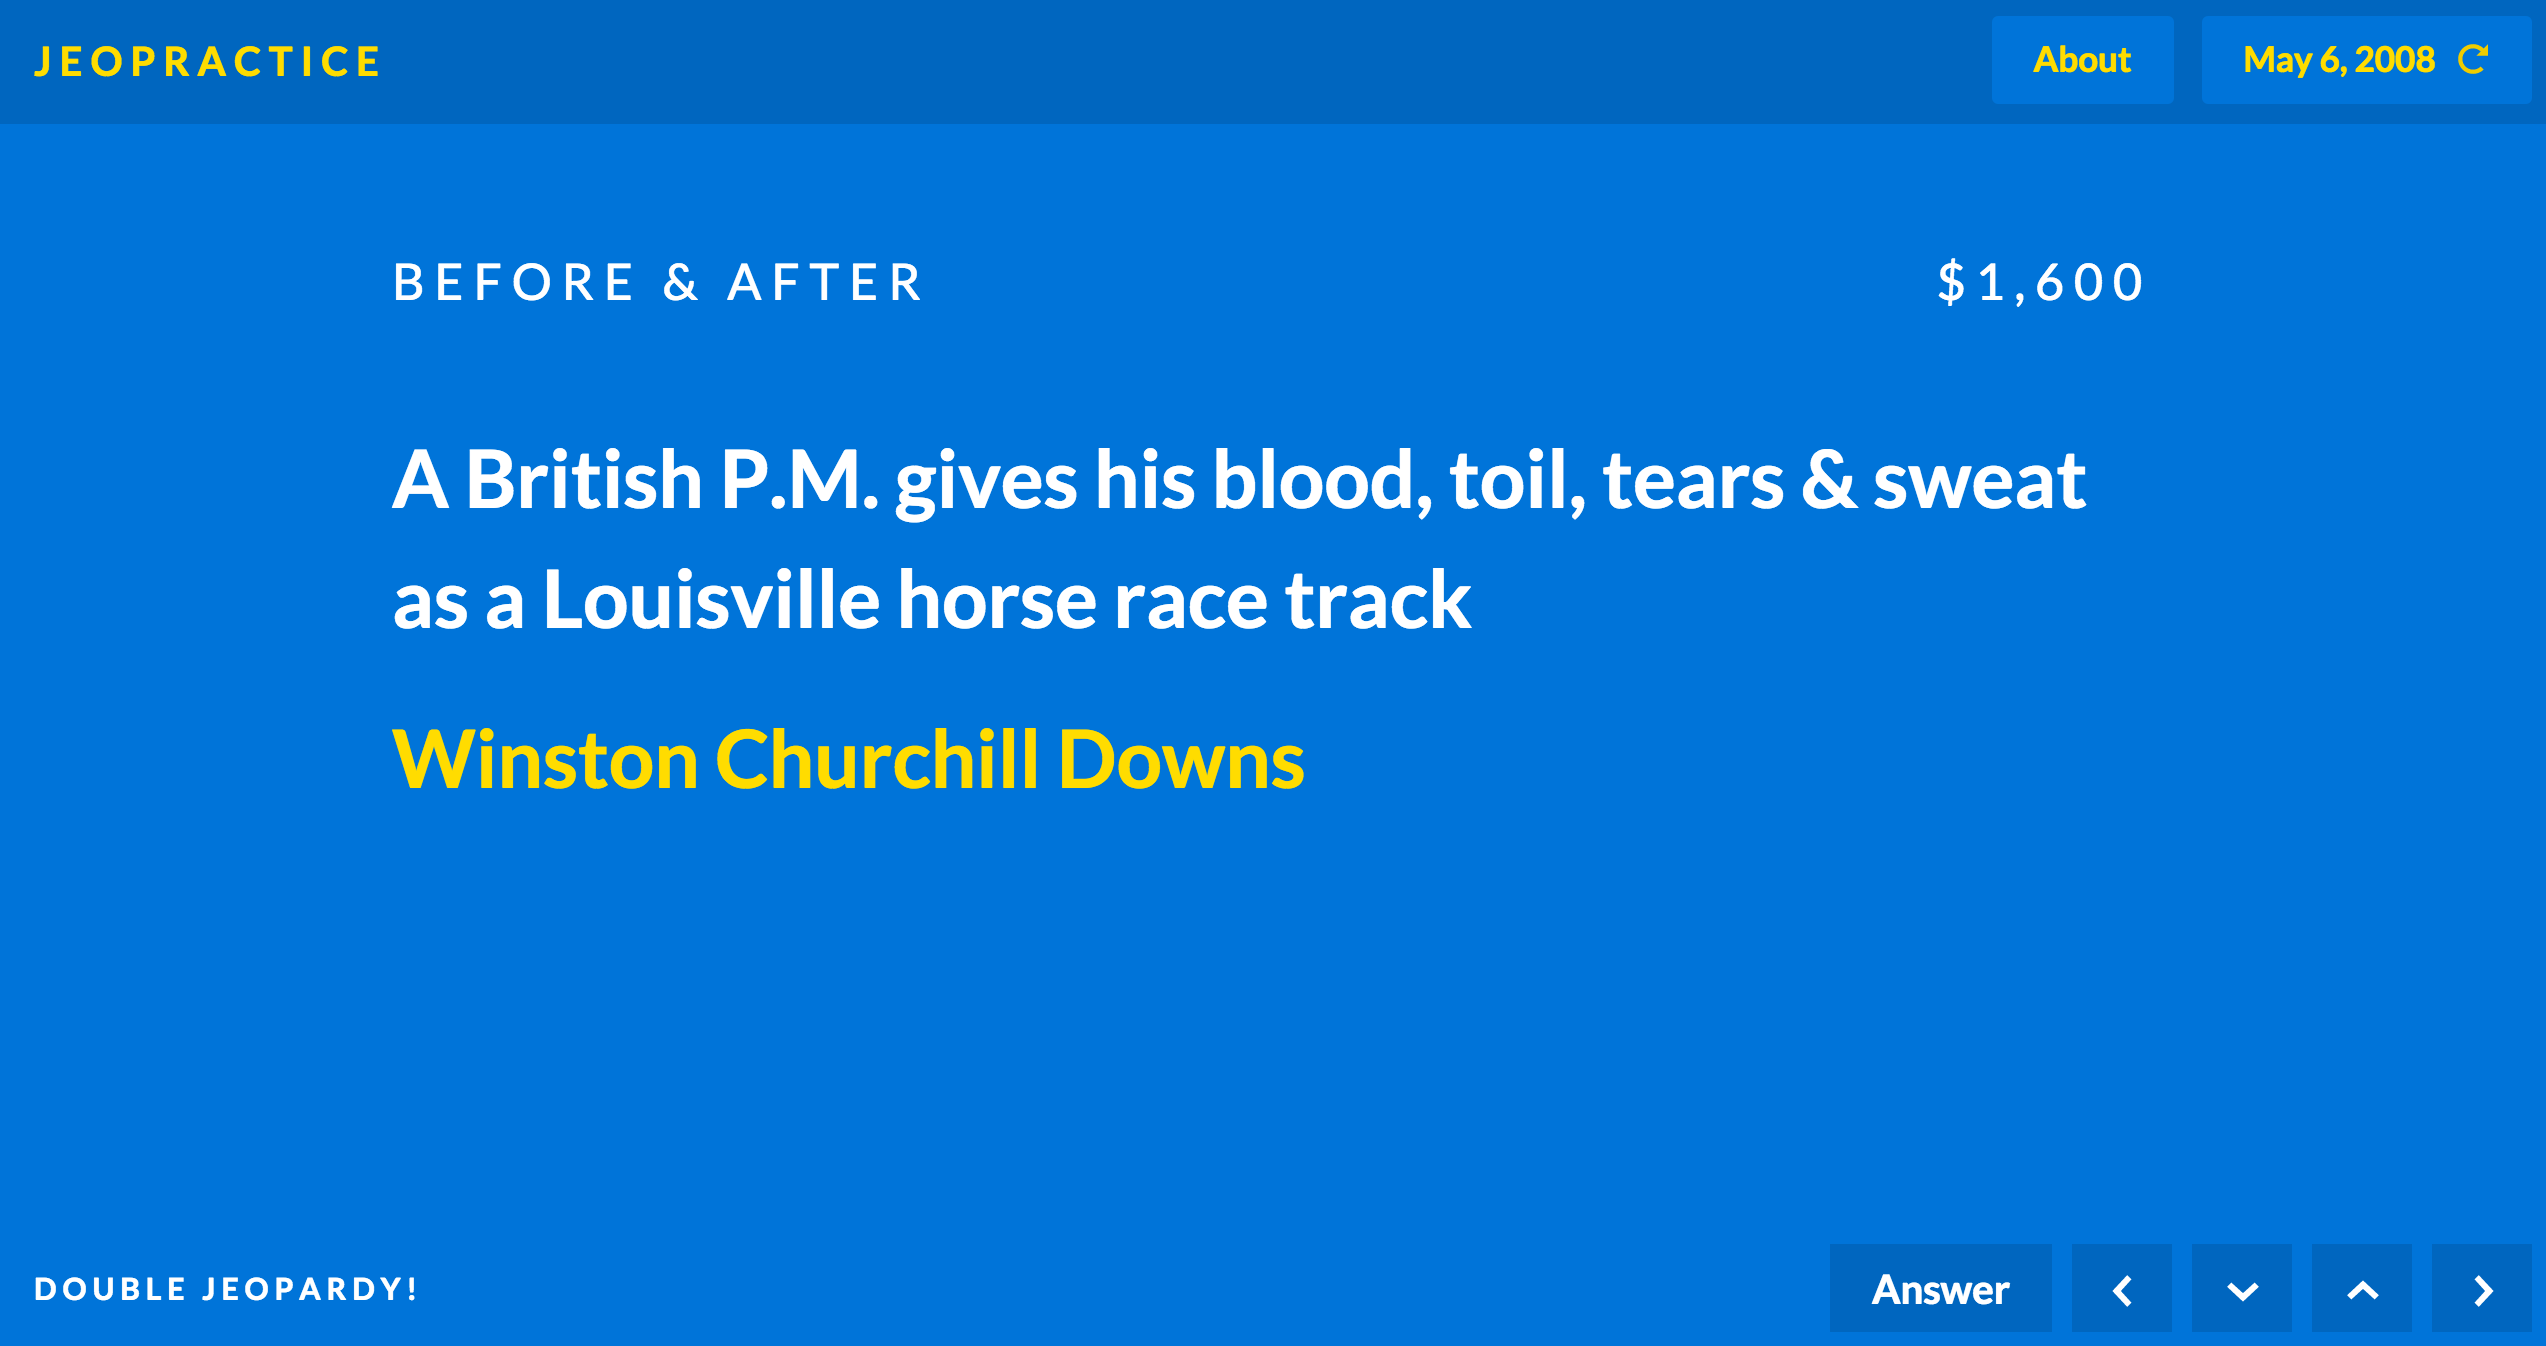 JEOPRACTICE
About
May 6, 2008
BEFORE & AFTER
$1,600
A British P.M. gives his blood, toil, tears & sweat
as a Louisville horse race track
Winston Churchill Downs
DOUBLE JEOPARDY!
Answer